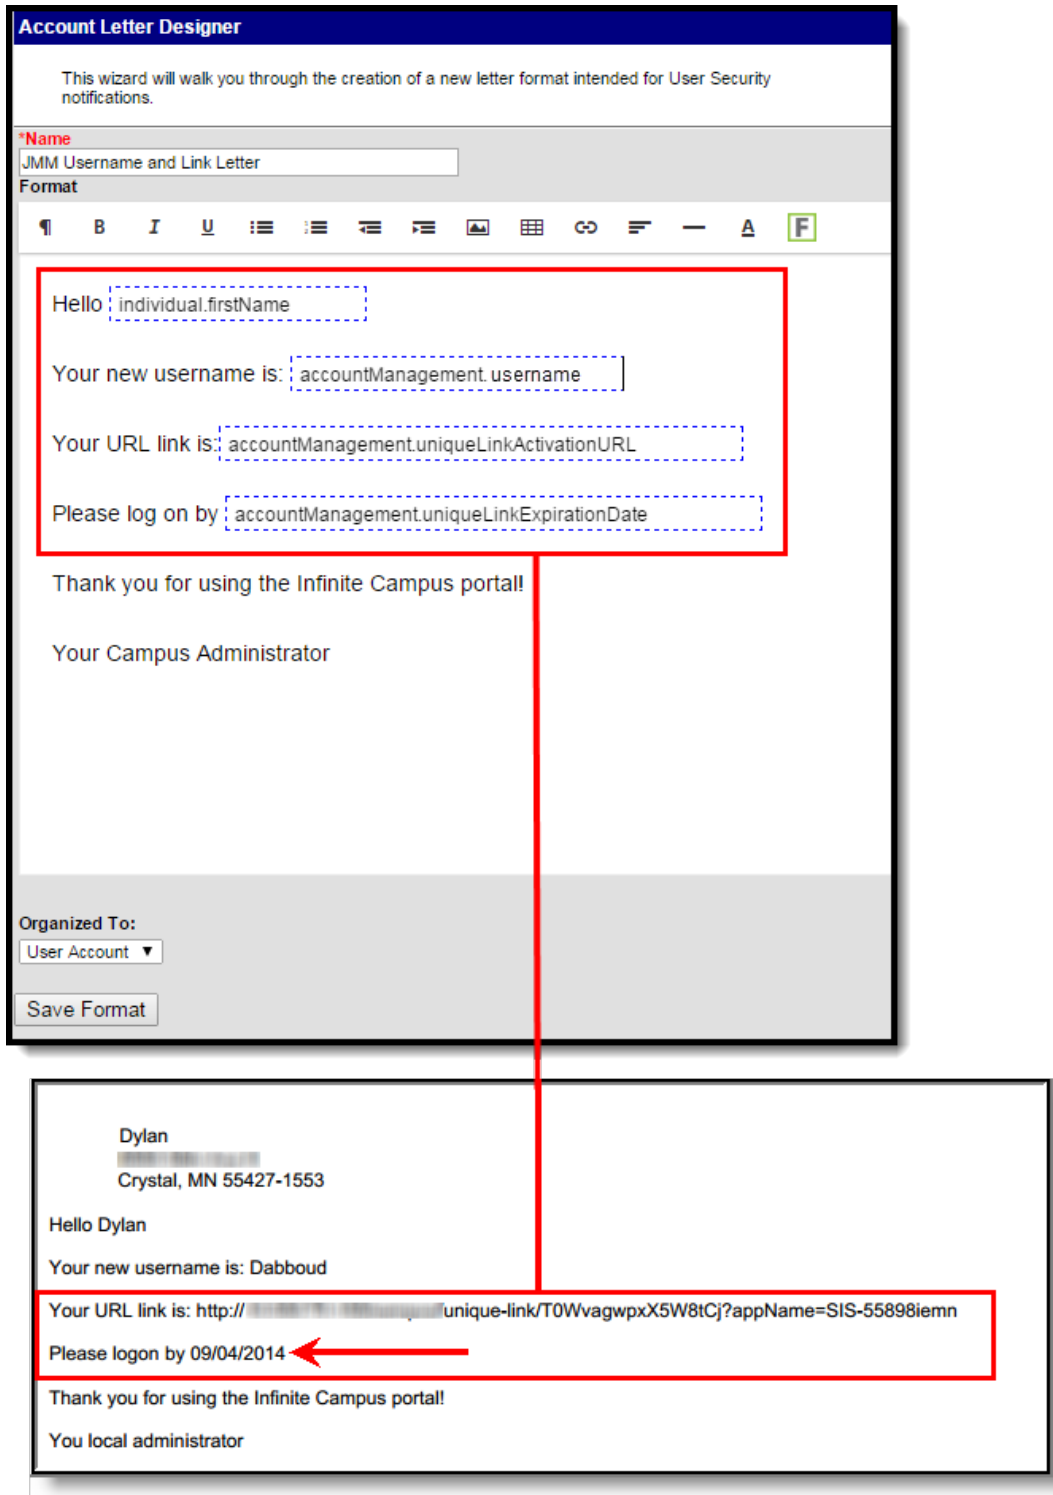 Account Letter Designer
This wizard will walk you through the creation of a new letter format intended for User Security
notifications.
*Name
JMM Username and Link Letter
Format
¶ B I U A F
Hello individual.firstName
Your new username is: accountManagement.username
Your URL link is: accountManagement.uniqueLinkActivationURL
Please log on by accountManagement.uniqueLinkExpirationDate
Thank you for using the Infinite Campus portal!
Your Campus Administrator
Organized To:
User Account
Save Format
Dylan
Crystal, MN 55427-1553
Hello Dylan
Your new username is: Dabboud
Your URL link is: http:// unique-link/T0WvagwpxX5W8tCj?appName=SIS-55898iemn
Please logon by 09/04/2014
Thank you for using the Infinite Campus portal!
You local administrator